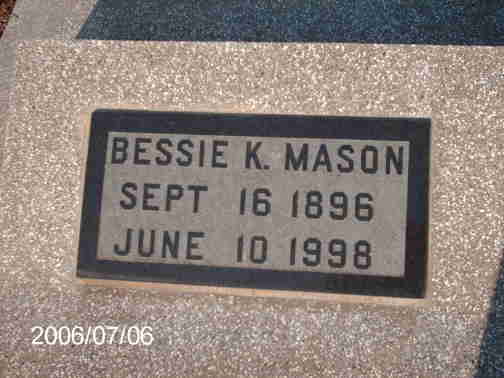 BESSIE K. MASON
SEPT 16 1896
JUNE 10 1998
2006/07/06